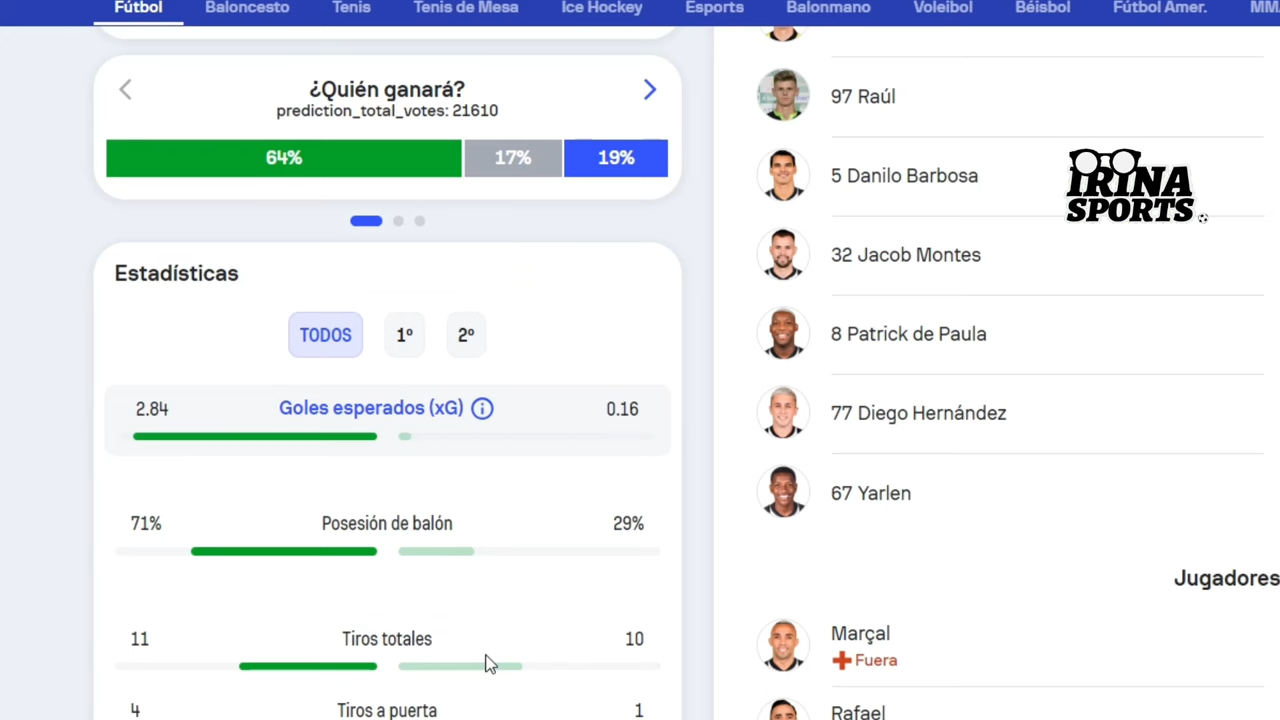 Fútbol Baloncesto Tenis Tenis de Mesa Ice Hockey Esports Balonmano Voleibol Béisbol Fútbol Amer.
¿Quién ganará?
prediction_total_votes: 21610
64% 17% 19%
Estadísticas
TODOS 1º 2º
2.84 Goles esperados (xG) 0.16
71% Posesión de balón 29%
11 Tiros totales 10
4 Tiros a puerta 1
97 Raúl
5 Danilo Barbosa
32 Jacob Montes
8 Patrick de Paula
77 Diego Hernández
67 Yarlen
Jugadores
Marçal
Fuera
Rafael
IRINA
SPORTS.